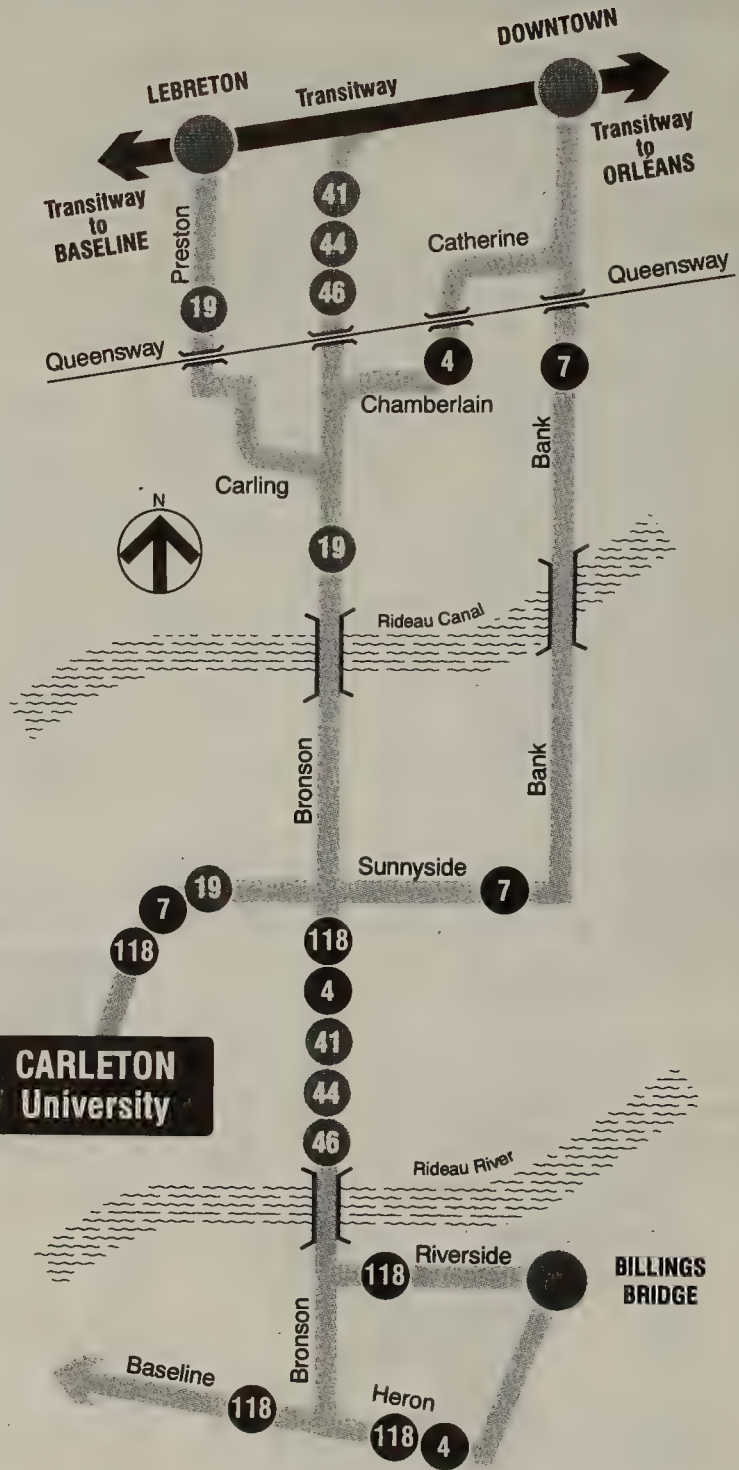 DOWNTOWN
LEBRETON
Transitway
Transitway
to
ORLÉANS
Transitway
to
BASELINE
Preston
41
44
46
Catherine
Queensway
19
Queensway
4
7
Chamberlain
Bank
Carling
N
19
Rideau Canal
Bronson
Bank
Sunnyside
19
7
7
118
118
4
41
44
46
CARLETON
University
Rideau River
Riverside
118
BILLINGS
BRIDGE
Bronson
Baseline
118
Heron
118
4